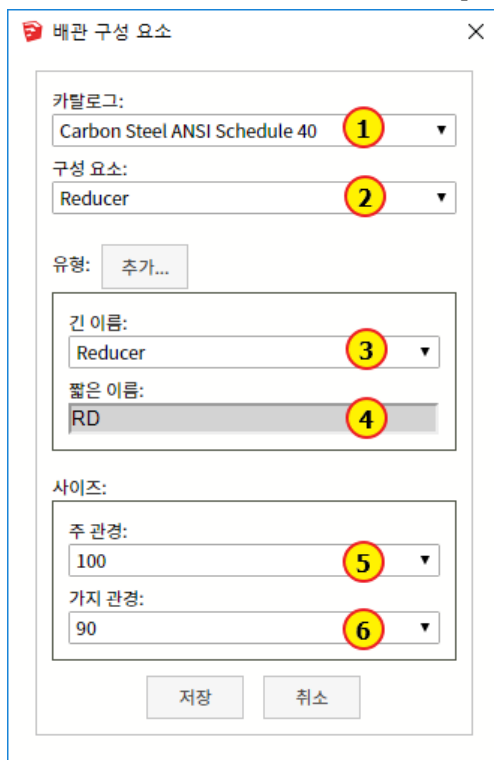 배관 구성 요소
카탈로그:
Carbon Steel ANSI Schedule 40 1
구성 요소:
Reducer 2
유형: 추가...
긴 이름:
Reducer 3
짧은 이름:
RD 4
사이즈:
주 관경:
100 5
가지 관경:
90 6
저장 취소